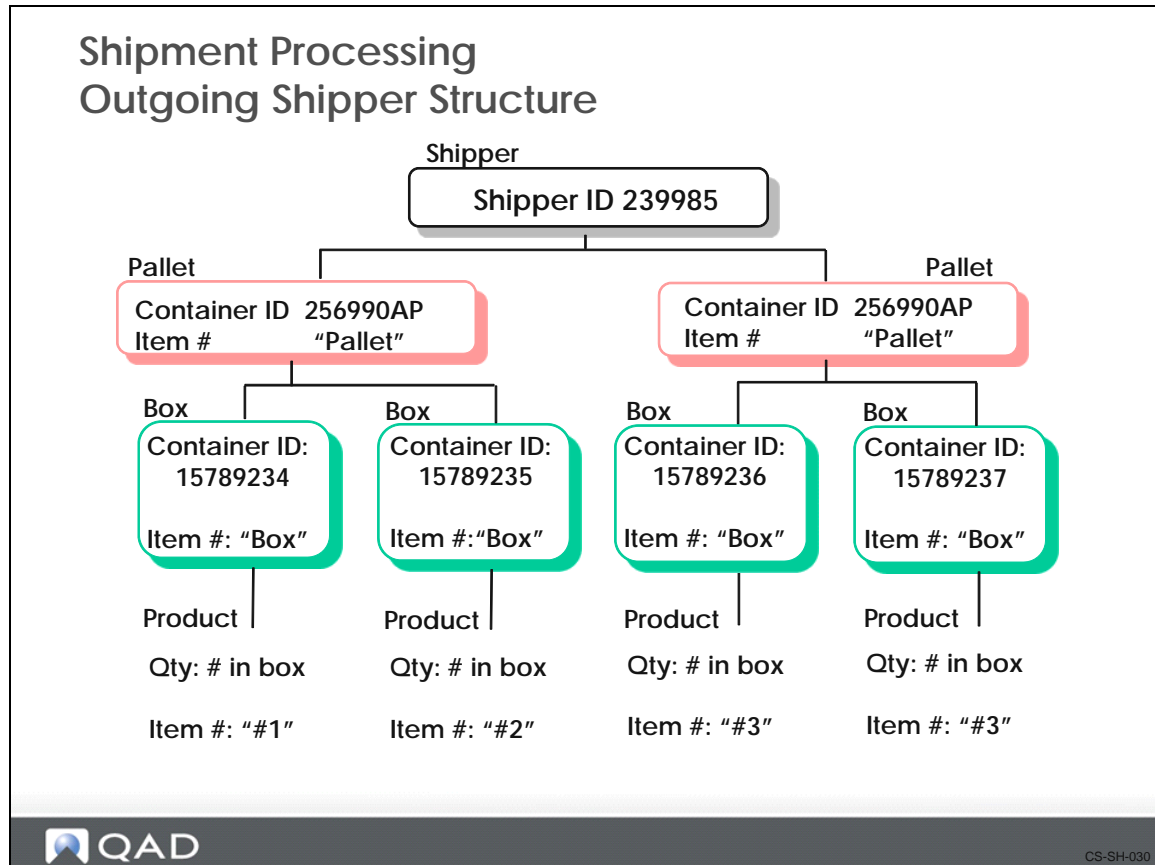 Shipment Processing
Outgoing Shipper Structure
Shipper
Shipper ID 239985
Pallet
Container ID 256990AP
Item # “Pallet”
Pallet
Container ID 256990AP
Item # “Pallet”
Box
Container ID:
15789234
Item #: “Box”
Box
Container ID:
15789235
Item #:“Box”
Box
Container ID:
15789236
Item #: “Box”
Box
Container ID:
15789237
Item #: “Box”
Product
Qty: # in box
Item #: “#1”
Product
Qty: # in box
Item #: “#2”
Product
Qty: # in box
Item #: “#3”
Product
Qty: # in box
Item #: “#3”
QAD
CS-SH-030